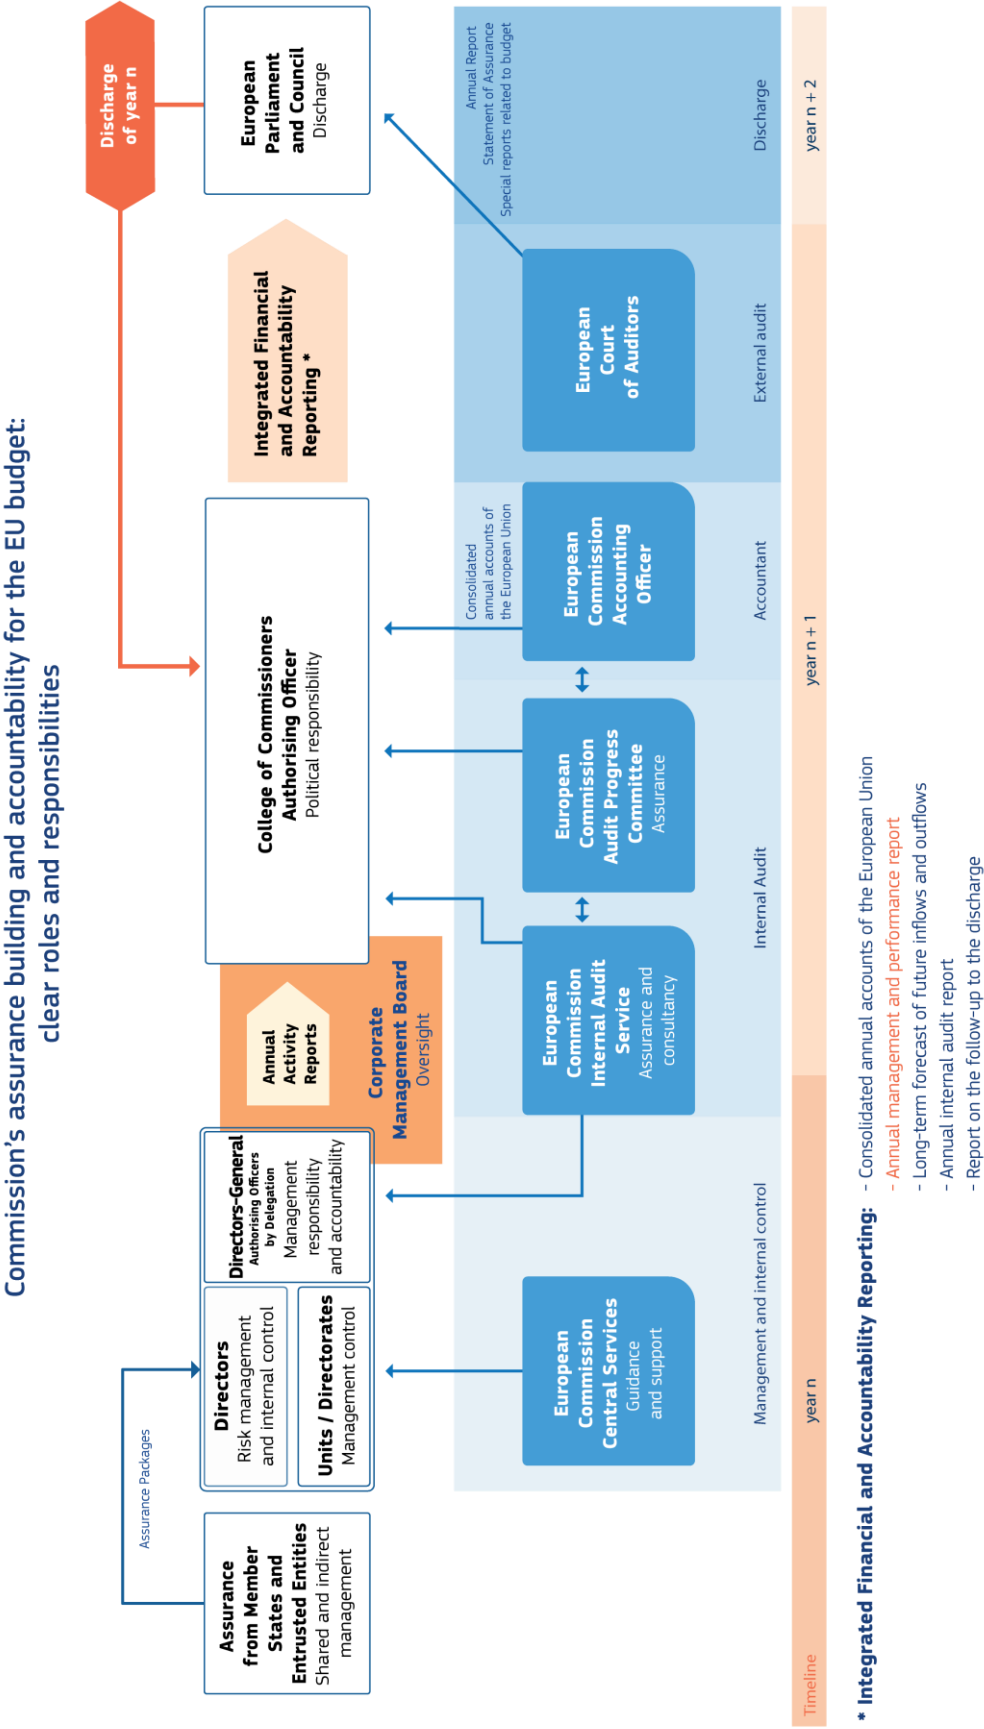 Commission's assurance building and accountability for the EU budget:
clear roles and responsibilities
Assurance Packages
Discharge
of year n
Assurance
from Member
States and
Entrusted Entities
Shared and indirect
management
Directors
Risk management
and internal control
Units / Directorates
Management control
Directors-General
Authorising Officers
by Delegation
Management
responsibility
and accountability
Annual
Activity
Reports
Corporate
Management Board
Oversight
College of Commissioners
Authorising Officer
Political responsibility
Integrated Financial
and Accountability
Reporting *
European
Parliament
and Council
Discharge
Consolidated
annual accounts of
the European Union
Annual Report
Statement of Assurance
Special reports related to budget
European
Commission
Central Services
Guidance
and support
European
Commission
Internal Audit
Service
Assurance and
consultancy
European
Commission
Audit Progress
Committee
Assurance
European
Commission
Accounting
Officer
European
Court
of Auditors
Management and internal control
Internal Audit
Accountant
External audit
Discharge
Timeline
year n
year n + 1
year n + 2
* Integrated Financial and Accountability Reporting:
- Consolidated annual accounts of the European Union
- Annual management and performance report
- Long-term forecast of future inflows and outflows
- Annual internal audit report
- Report on the follow-up to the discharge